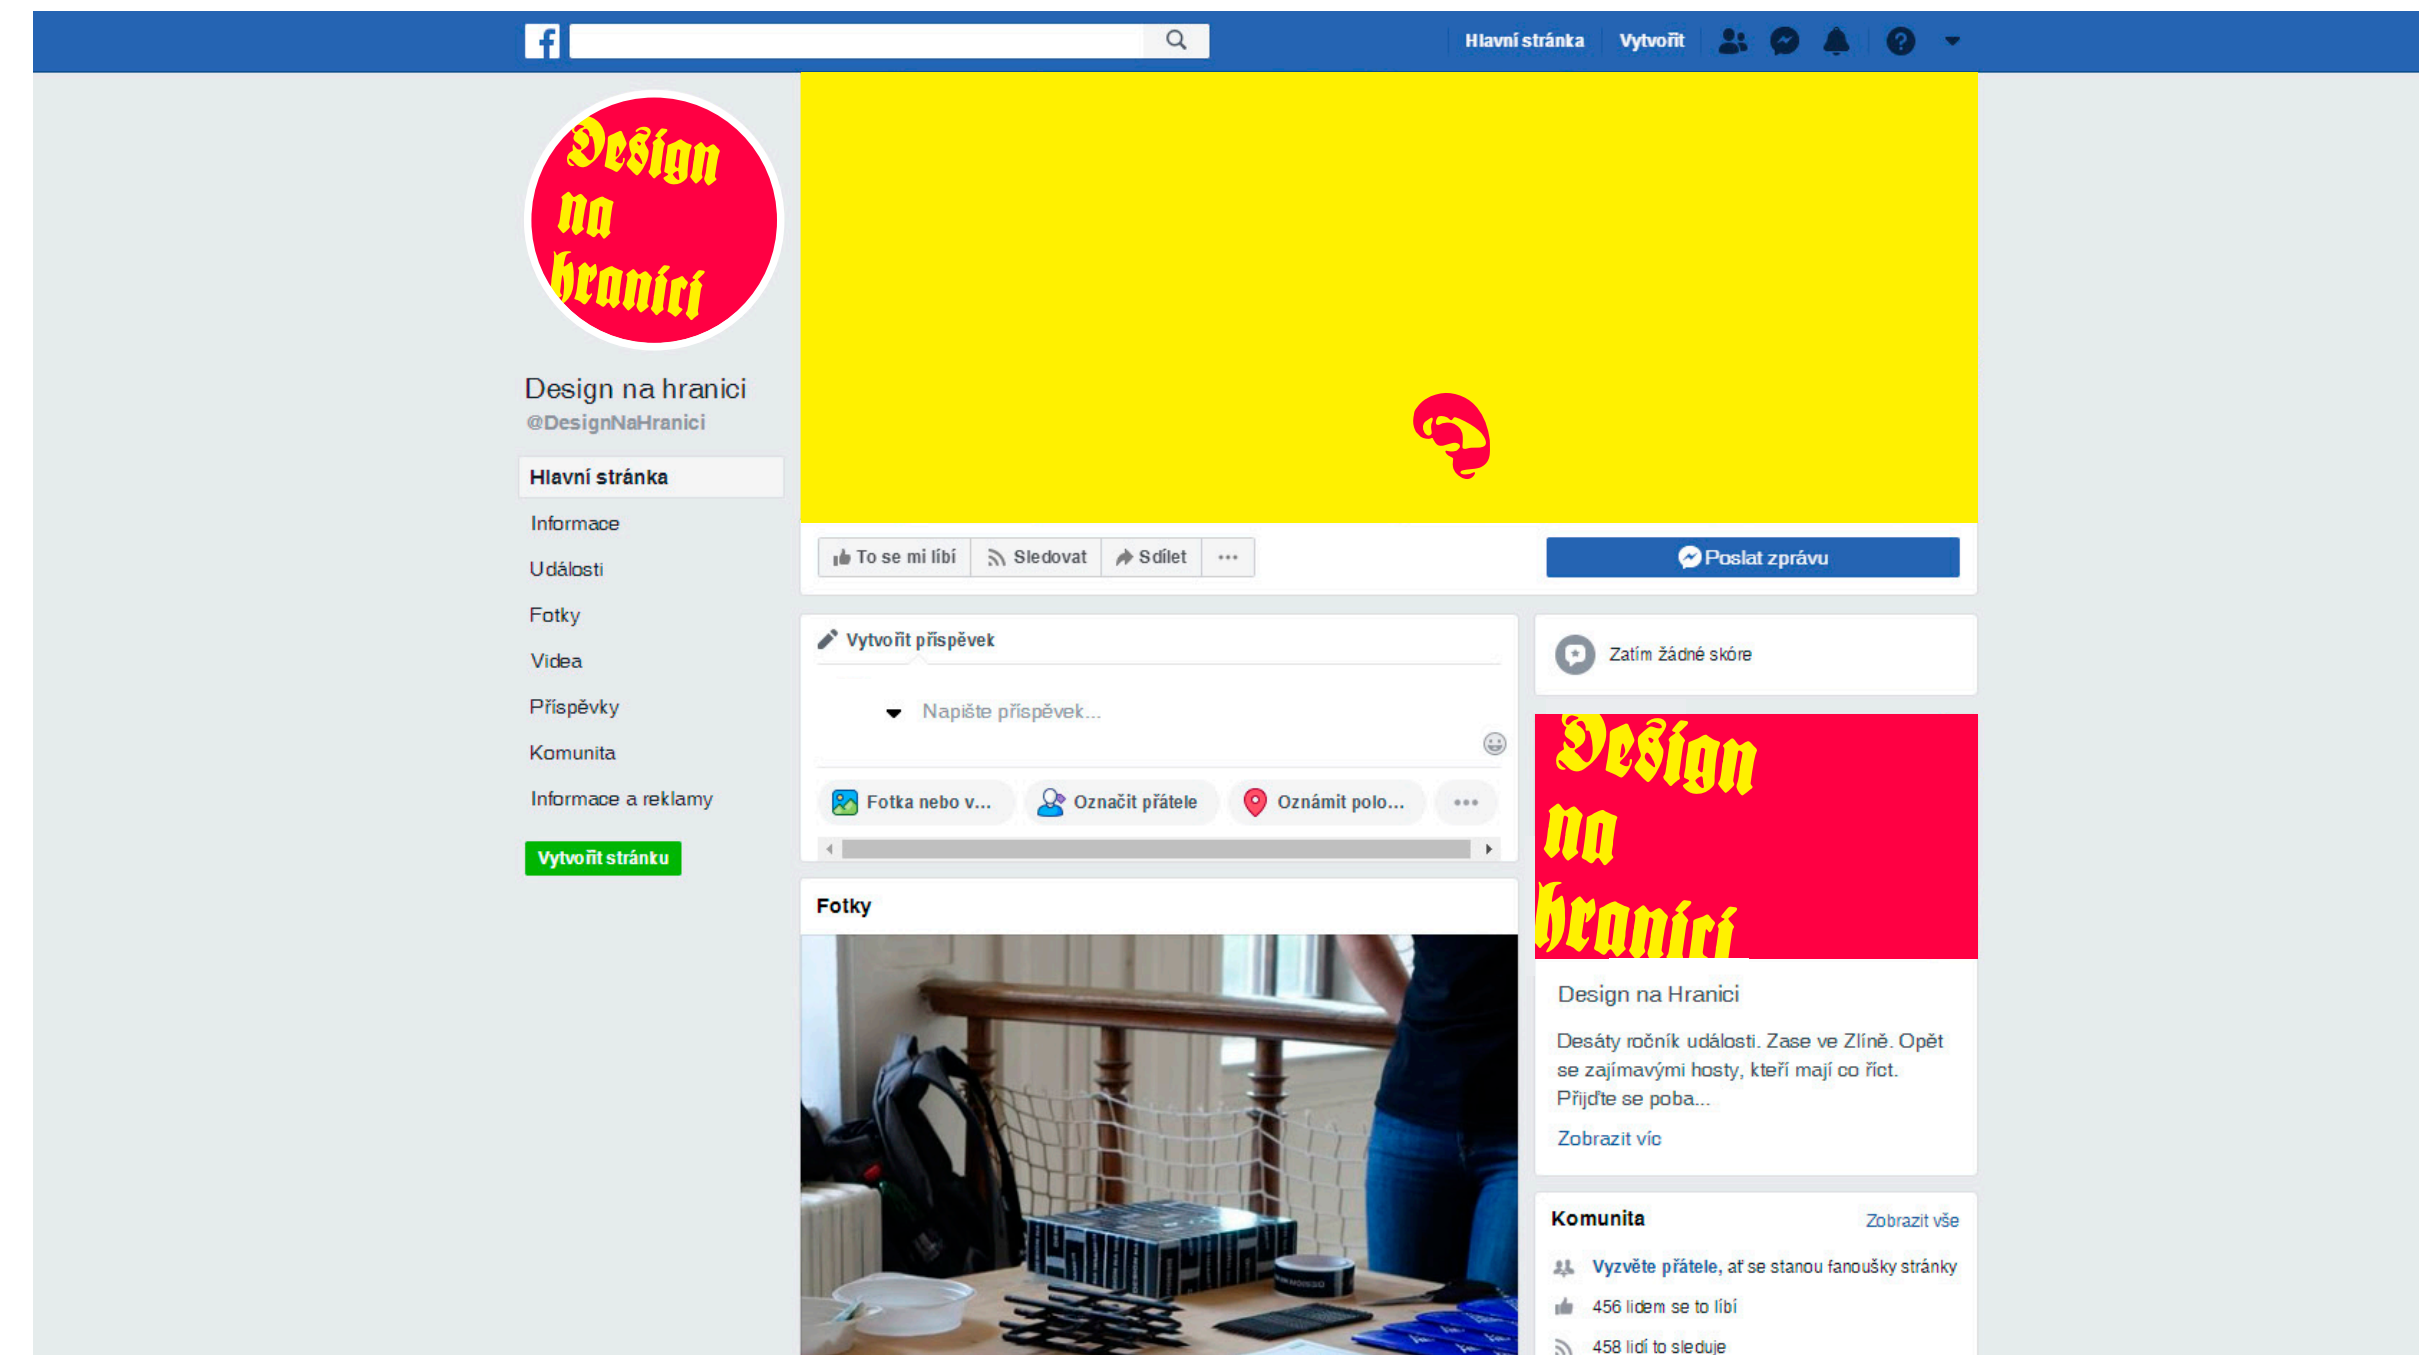 Hlavní stránka
Vytvořit
Design
na
hranici
Design na hranici
@DesignNaHranici
Hlavní stránka
Informace
Události
Fotky
Videa
Příspěvky
Komunita
Informace a reklamy
Vytvořit stránku
To se mi líbí
Sledovat
Sdílet
Poslat zprávu
Vytvořit příspěvek
Napište příspěvek...
Fotka nebo v...
Označit přátele
Oznámit polo...
Fotky
Zatím žádné skóre
Design
na
hranici
Design na Hranici
Desáty ročník události. Zase ve Zlíně. Opět
se zajímavými hosty, kteří mají co říct.
Přijďte se poba...
Zobrazit víc
Komunita
Zobrazit vše
Vyzvěte přátele, ať se stanou fanoušky stránky
456 lidem se to líbí
458 lidí to sleduje